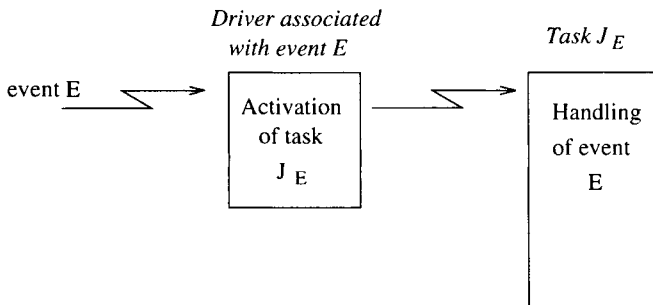 Driver associated
with event E
Task J E
event E
Activation
of task
J E
Handling
of event
E